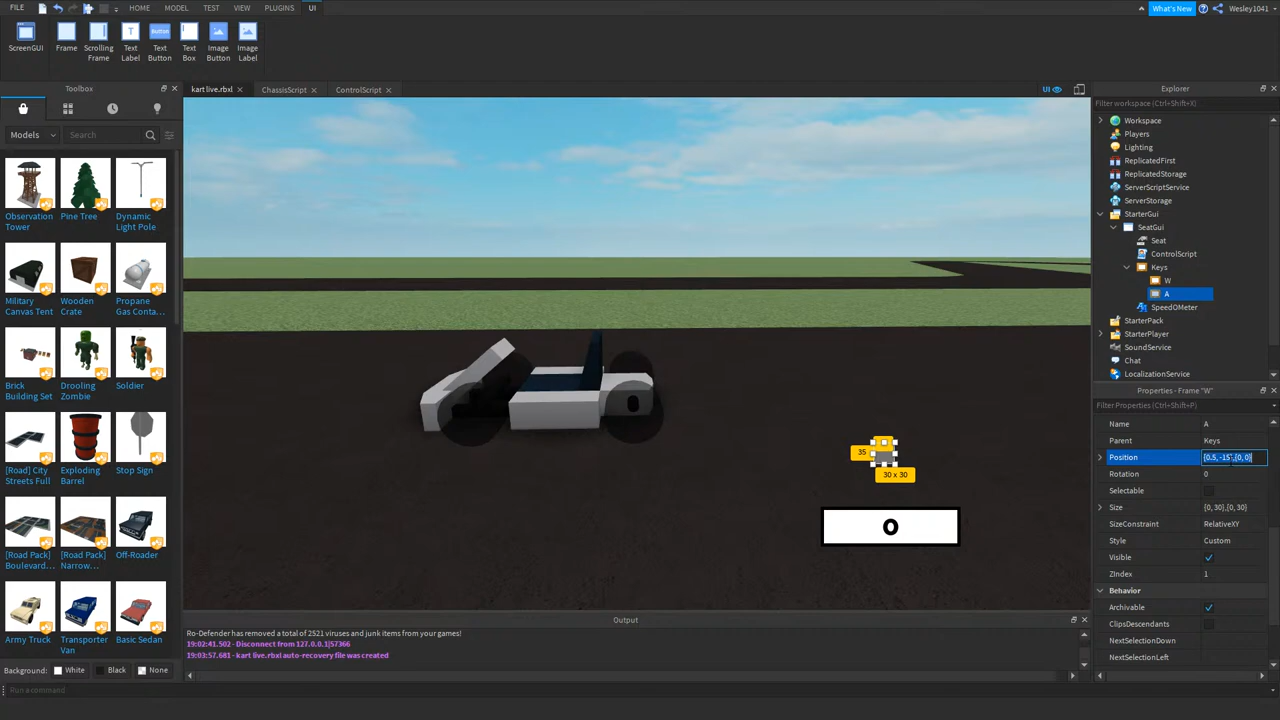 FILE
HOME
MODEL
TEST
VIEW
PLUGINS
UI
What's New
Wesley1041
ScreenGUI
Frame
Scrolling Frame
Text Label
Button
Text Button
Text Box
Image Button
Image Label
Toolbox
kart live.rbxl
ChassisScript
ControlScript
UI
Explorer
Filter workspace (Ctrl+Shift+X)
Models
Search
Observation Tower
Pine Tree
Dynamic Light Pole
Military Canvas Tent
Wooden Crate
Propane Gas Conta...
Brick Building Set
Drooling Zombie
Soldier
[Road] City Streets Full
Exploding Barrel
Stop Sign
[Road Pack] Boulevard...
[Road Pack] Narrow...
Off-Roader
Army Truck
Transporter Van
Basic Sedan
Background:
White
Black
None
Workspace
Players
Lighting
ReplicatedFirst
ReplicatedStorage
ServerScriptService
ServerStorage
StarterGui
SeatGui
Seat
ControlScript
Keys
W
A
SpeedOMeter
StarterPack
StarterPlayer
SoundService
Chat
LocalizationService
Properties - Frame "W"
Filter Properties (Ctrl+Shift+P)
Name A
Parent Keys
Position {0.5, -15},{0, 0}
Rotation 0
Selectable
Size {0, 30},{0, 30}
SizeConstraint RelativeXY
Style Custom
Visible
ZIndex 1
Behavior
Archivable
ClipsDescendants
NextSelectionDown
NextSelectionLeft
35
30 x 30
0
Output
Ro-Defender has removed a total of 2521 viruses and junk items from your games!
19:02:41.502 - Disconnect from 127.0.0.1|57366
19:03:57.681 - kart live.rbxl auto-recovery file was created
Run a command